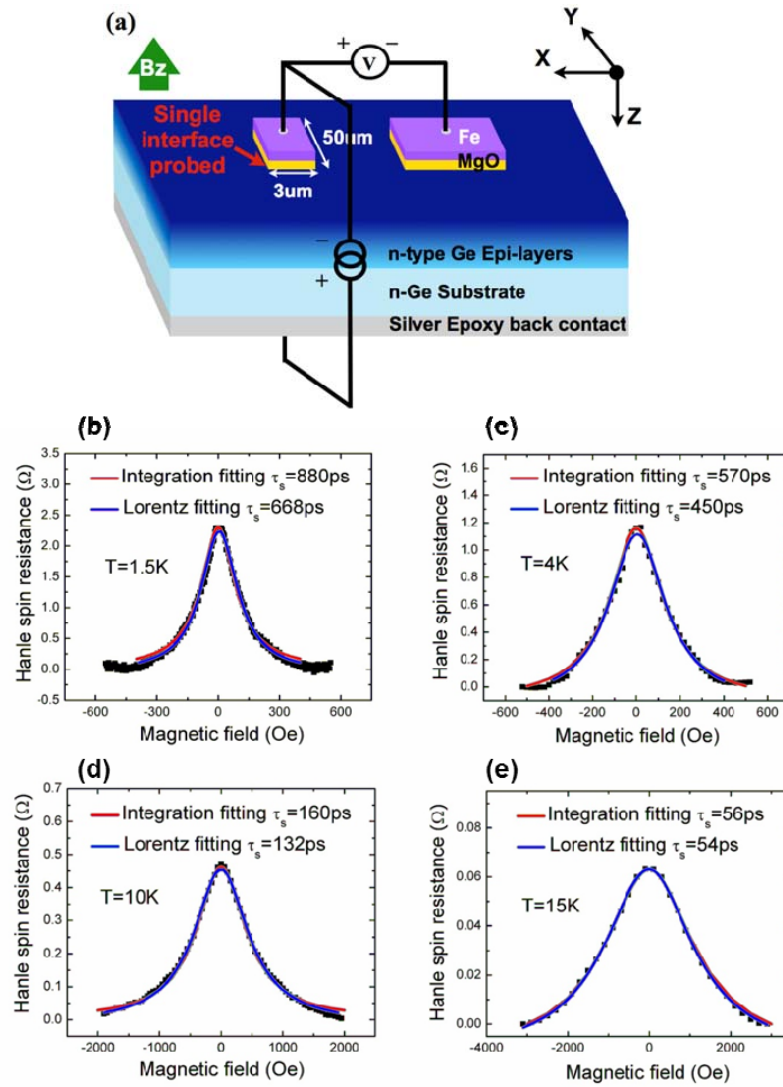 (a)
Bz
+
V
−
Y
X
Z
Single
interface
probed
50um
3um
Fe
MgO
−
+
n-type Ge Epi-layers
n-Ge Substrate
Silver Epoxy back contact
(b)
Hanle spin resistance (Ω)
3.5
3.0
2.5
2.0
1.5
1.0
0.5
0.0
-0.5
Integration fitting τs=880ps
Lorentz fitting τs=668ps
T=1.5K
-600 -300 0 300 600
Magnetic field (Oe)
(c)
Hanle spin resistance (Ω)
1.6
1.4
1.2
1.0
0.8
0.6
0.4
0.2
0.0
Integration fitting τs=570ps
Lorentz fitting τs=450ps
T=4K
-600 -400 -200 0 200 400 600
Magnetic field (Oe)
(d)
Hanle spin resistance (Ω)
0.7
0.6
0.5
0.4
0.3
0.2
0.1
0.0
Integration fitting τs=160ps
Lorentz fitting τs=132ps
T=10K
-2000 -1000 0 1000 2000
Magnetic field (Oe)
(e)
Hanle spin resistance (Ω)
0.08
0.06
0.04
0.02
0.00
Integration fitting τs=56ps
Lorentz fitting τs=54ps
T=15K
-4000 -2000 0 2000
Magnetic field (Oe)